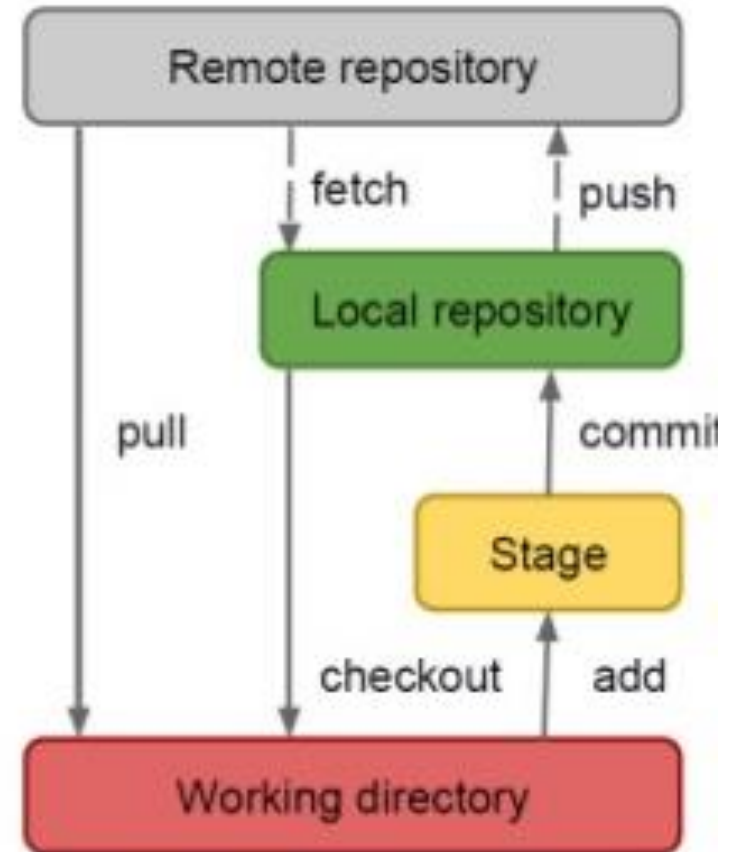 Remote repository
fetch
push
Local repository
pull
commit
Stage
checkout
add
Working directory